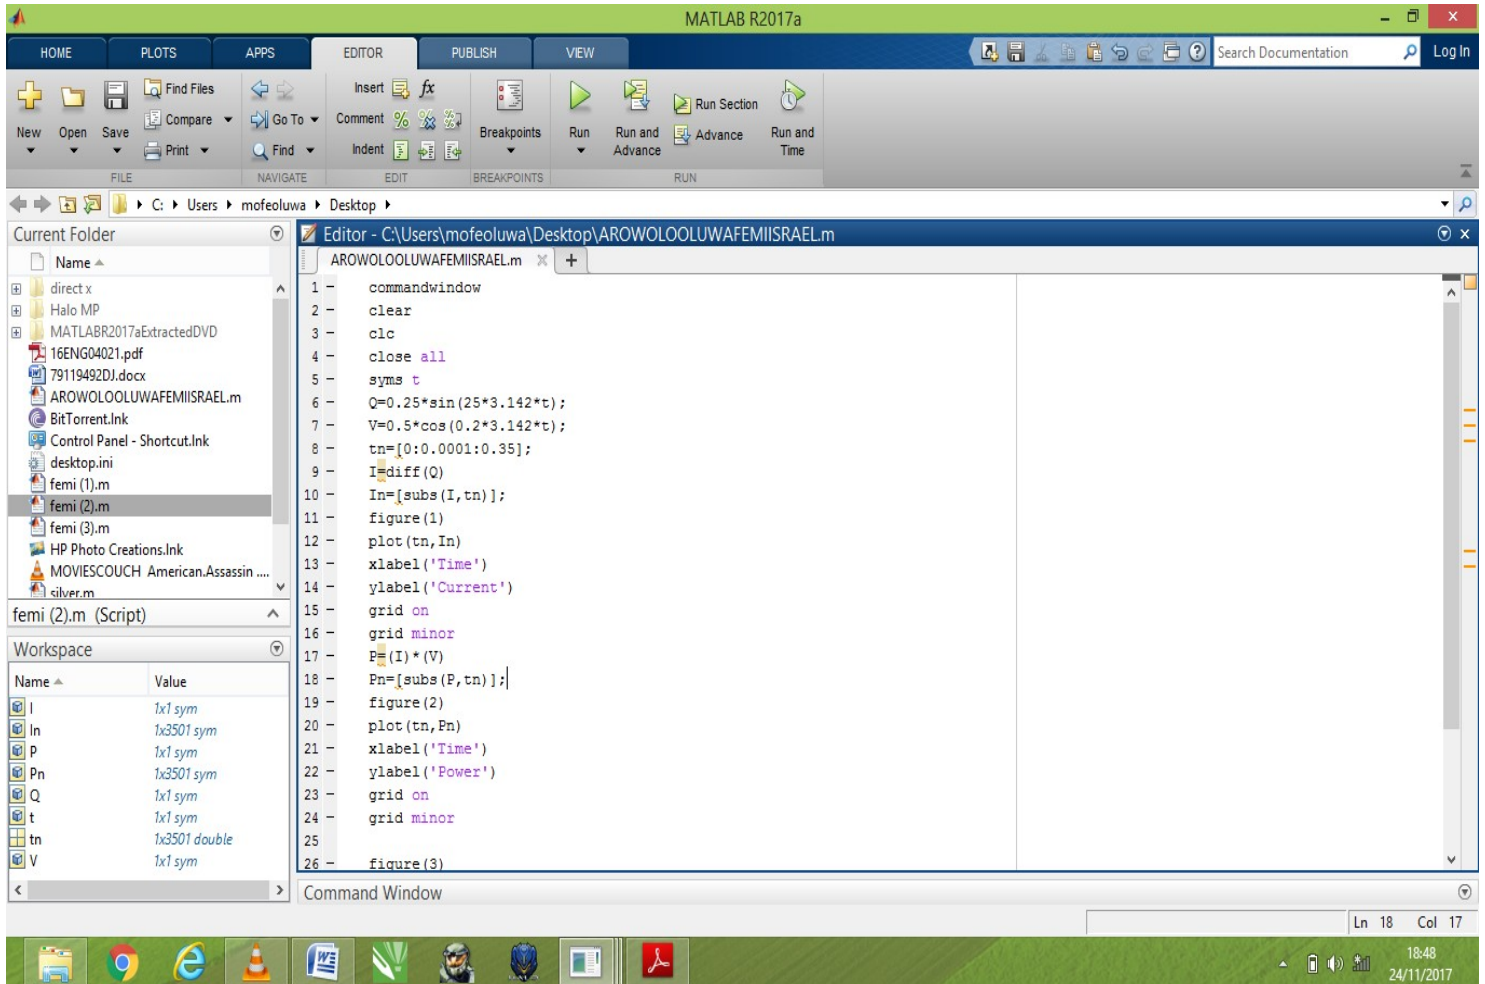 MATLAB R2017a
HOME PLOTS APPS EDITOR PUBLISH VIEW Search Documentation Log In
Find Files Insert fx
New Open Save Compare Go To Comment Breakpoints Run Run and Advance Run Section Advance Run and Time
Print Find Indent
FILE NAVIGATE EDIT BREAKPOINTS RUN
C: Users mofeoluwa Desktop
Current Folder
Name
direct x
Halo MP
MATLABR2017aExtractedDVD
16ENG04021.pdf
79119492DJ.docx
AROWOLOOLUWAFEMIISRAEL.m
BitTorrent.lnk
Control Panel - Shortcut.lnk
desktop.ini
femi (1).m
femi (2).m
femi (3).m
HP Photo Creations.lnk
MOVIESCOUCH American.Assassin ....
silver.m
femi (2).m (Script)
Workspace
Name Value
I 1x1 sym
In 1x3501 sym
P 1x1 sym
Pn 1x3501 sym
Q 1x1 sym
t 1x1 sym
tn 1x3501 double
V 1x1 sym
Editor - C:\Users\mofeoluwa\Desktop\AROWOLOOLUWAFEMIISRAEL.m
AROWOLOOLUWAFEMIISRAEL.m
1 - commandwindow
2 - clear
3 - clc
4 - close all
5 - syms t
6 - Q=0.25*sin(25*3.142*t);
7 - V=0.5*cos(0.2*3.142*t);
8 - tn=[0:0.0001:0.35];
9 - I=diff(Q)
10 - In=[subs(I,tn)];
11 - figure(1)
12 - plot(tn,In)
13 - xlabel('Time')
14 - ylabel('Current')
15 - grid on
16 - grid minor
17 - P=(I)*(V)
18 - Pn=[subs(P,tn)];
19 - figure(2)
20 - plot(tn,Pn)
21 - xlabel('Time')
22 - ylabel('Power')
23 - grid on
24 - grid minor
25
26 - figure(3)
Command Window
Ln 18 Col 17
18:48
24/11/2017